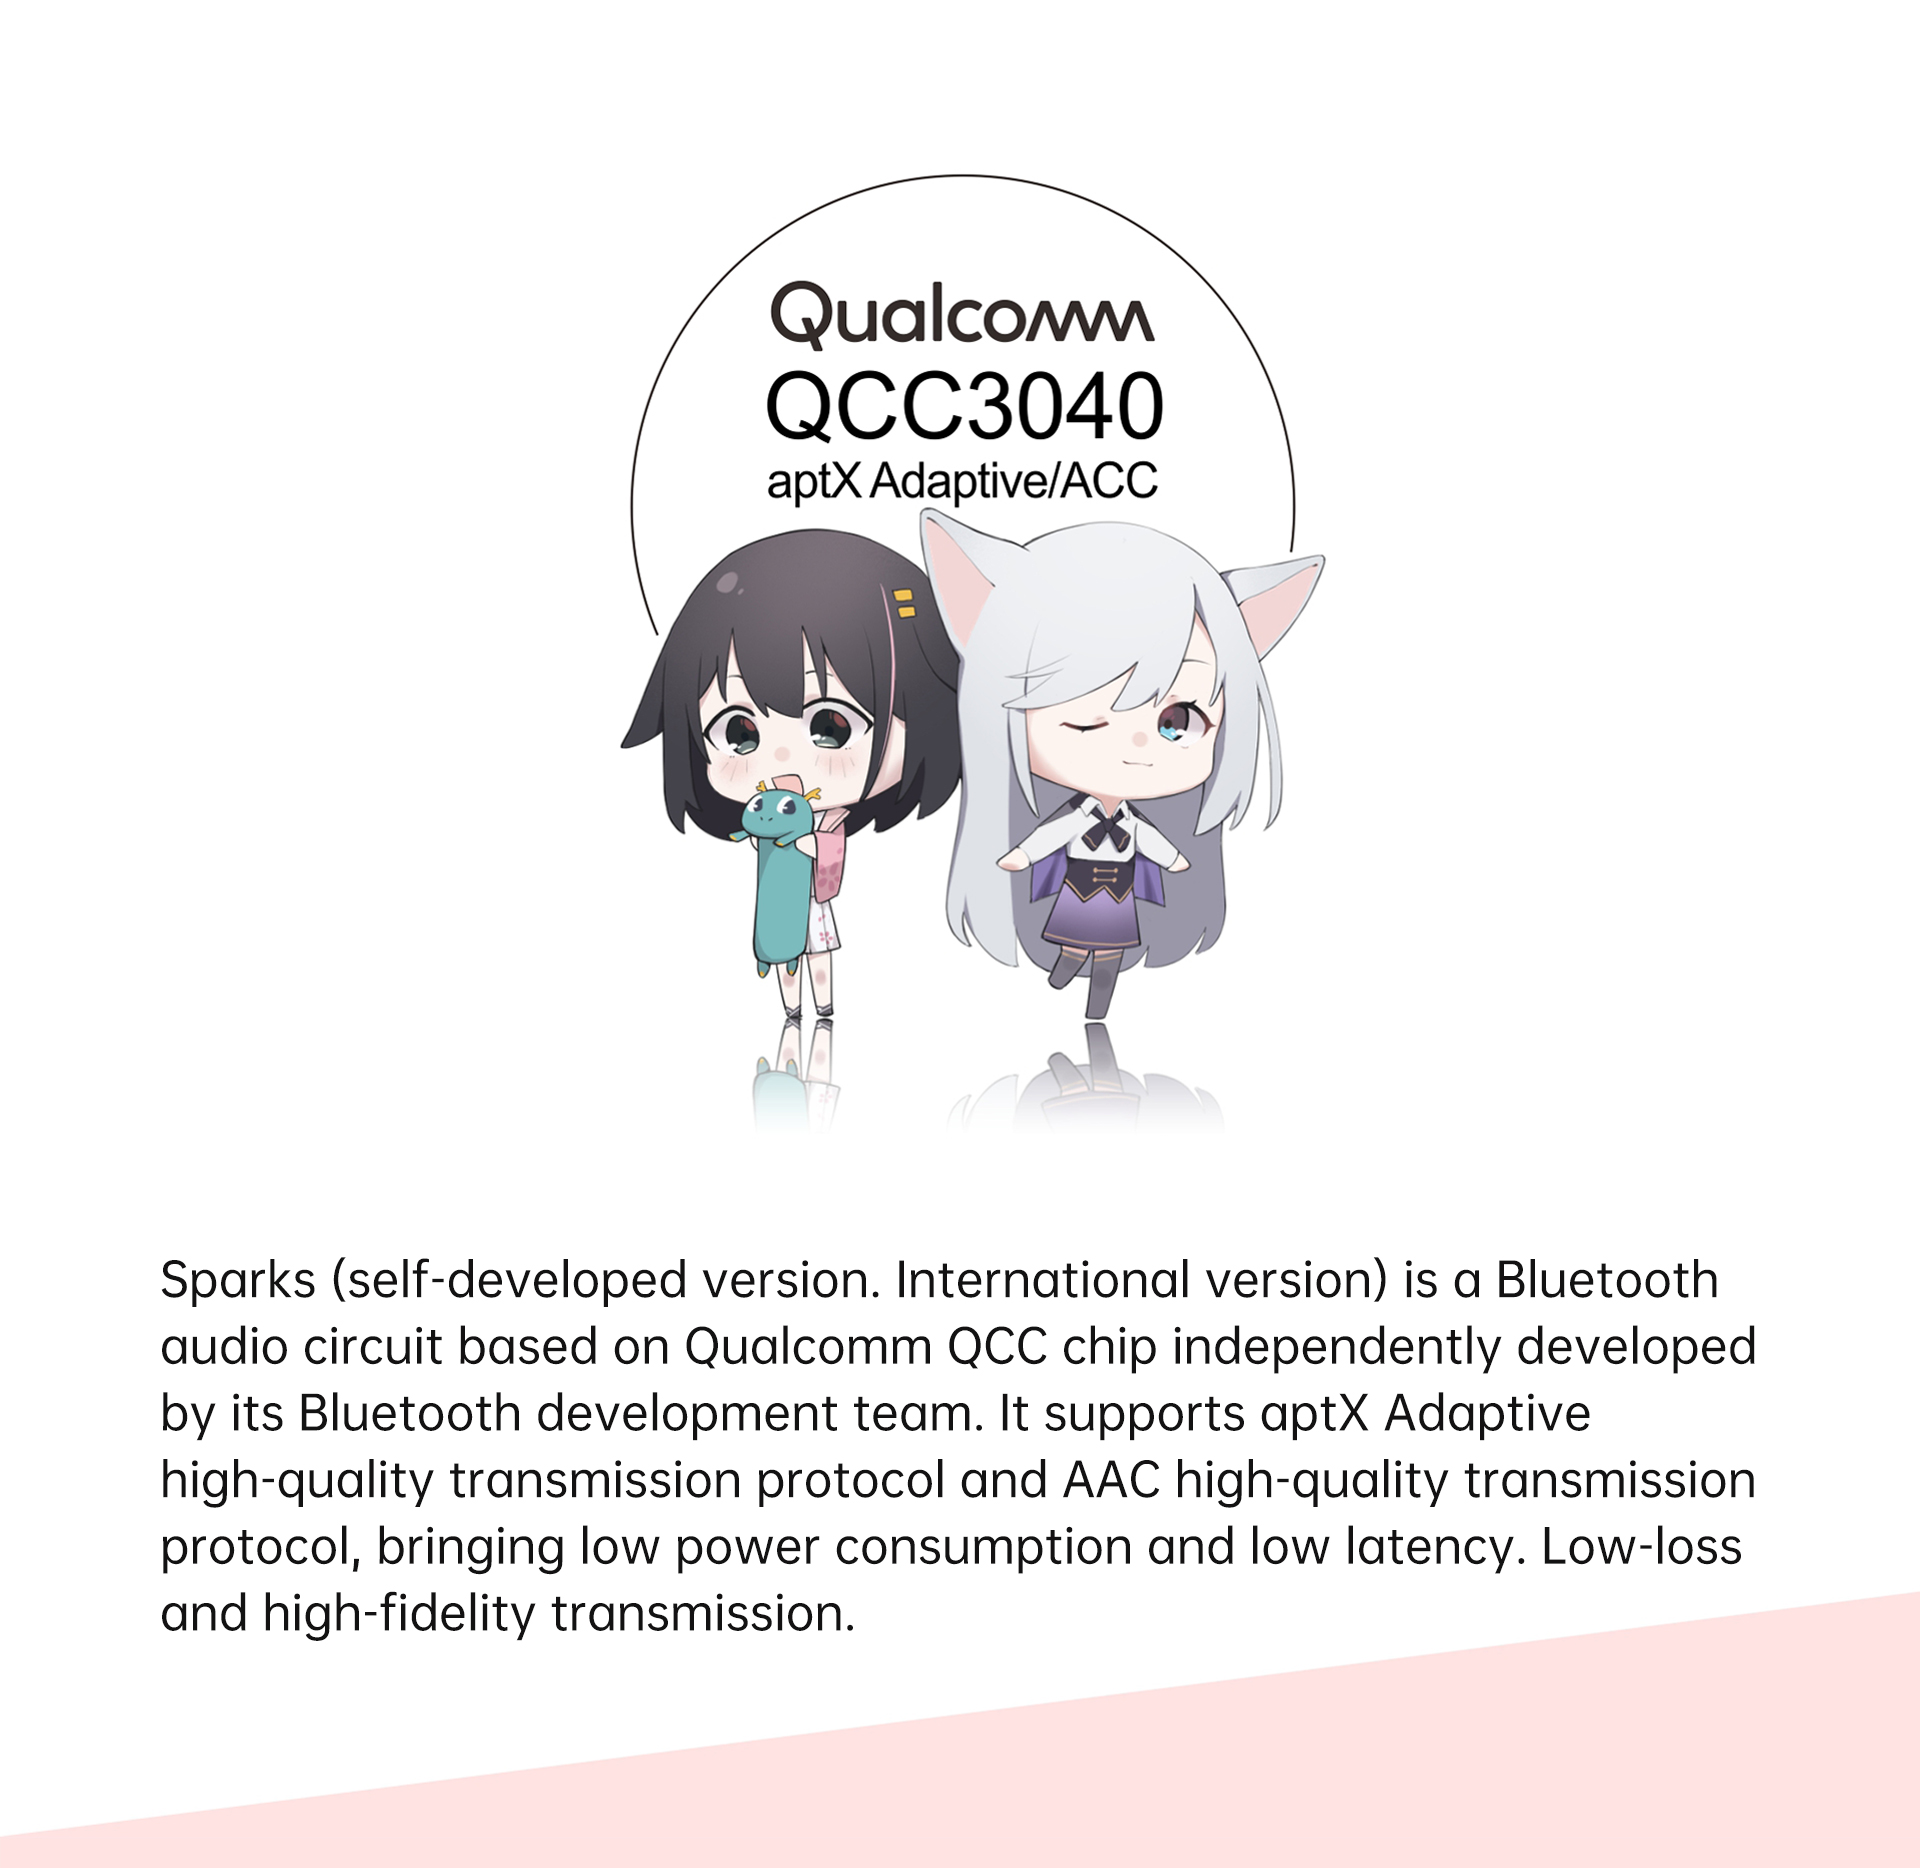 Qualcomm
QCC3040
aptX Adaptive/ACC
Sparks (self-developed version. International version) is a Bluetooth
audio circuit based on Qualcomm QCC chip independently developed
by its Bluetooth development team. It supports aptX Adaptive
high-quality transmission protocol and AAC high-quality transmission
protocol, bringing low power consumption and low latency. Low-loss
and high-fidelity transmission.